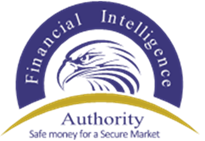 Financial Intelligence
Authority
Safe money for a Secure Market